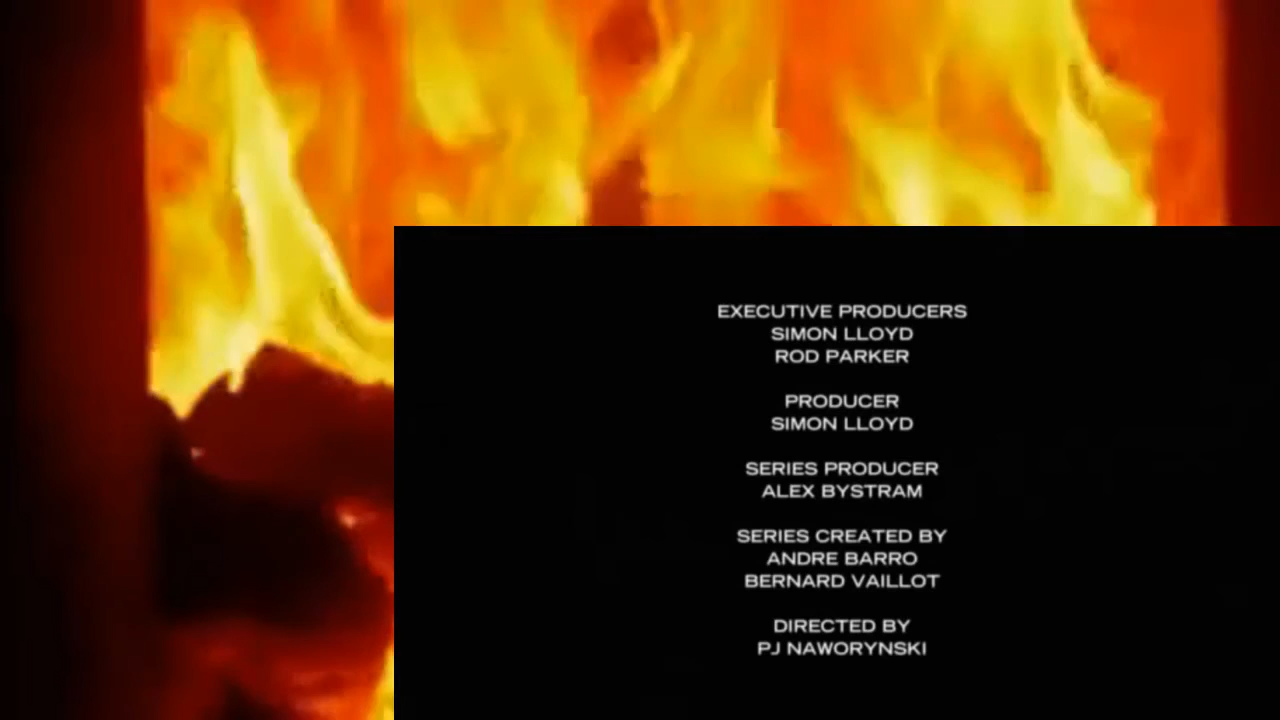 EXECUTIVE PRODUCERS
SIMON LLOYD
ROD PARKER
PRODUCER
SIMON LLOYD
SERIES PRODUCER
ALEX BYSTRAM
SERIES CREATED BY
ANDRE BARRO
BERNARD VAILLOT
DIRECTED BY
PJ NAWORYNSKI